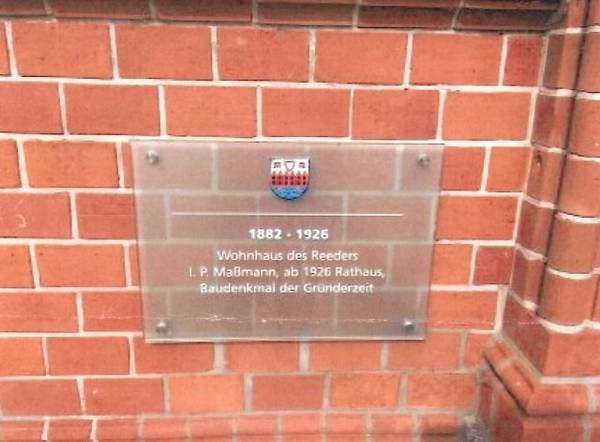 1882 - 1926
Wohnhaus des Reeders
I. P. Maßmann, ab 1926 Rathaus,
Baudenkmal der Gründerzeit